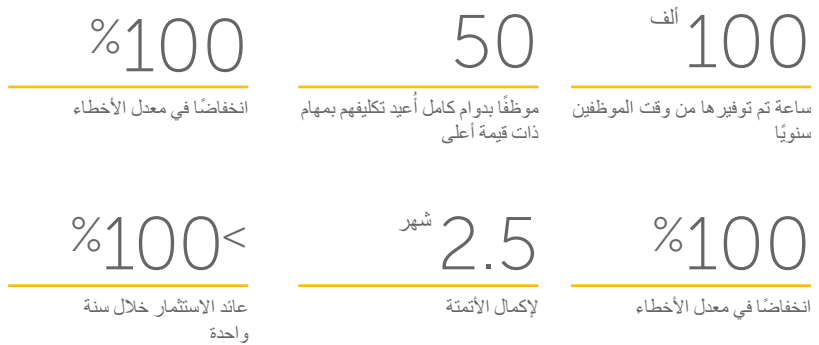 100 ألف
ساعة تم توفيرها من وقت الموظفين
سنويًا
50
موظفًا بدوام كامل أُعيد تكليفهم بمهام
ذات قيمة أعلى
100%
انخفاضًا في معدل الأخطاء
100%
انخفاضًا في معدل الأخطاء
2.5 شهر
لإكمال الأتمتة
>100%
عائد الاستثمار خلال سنة
واحدة